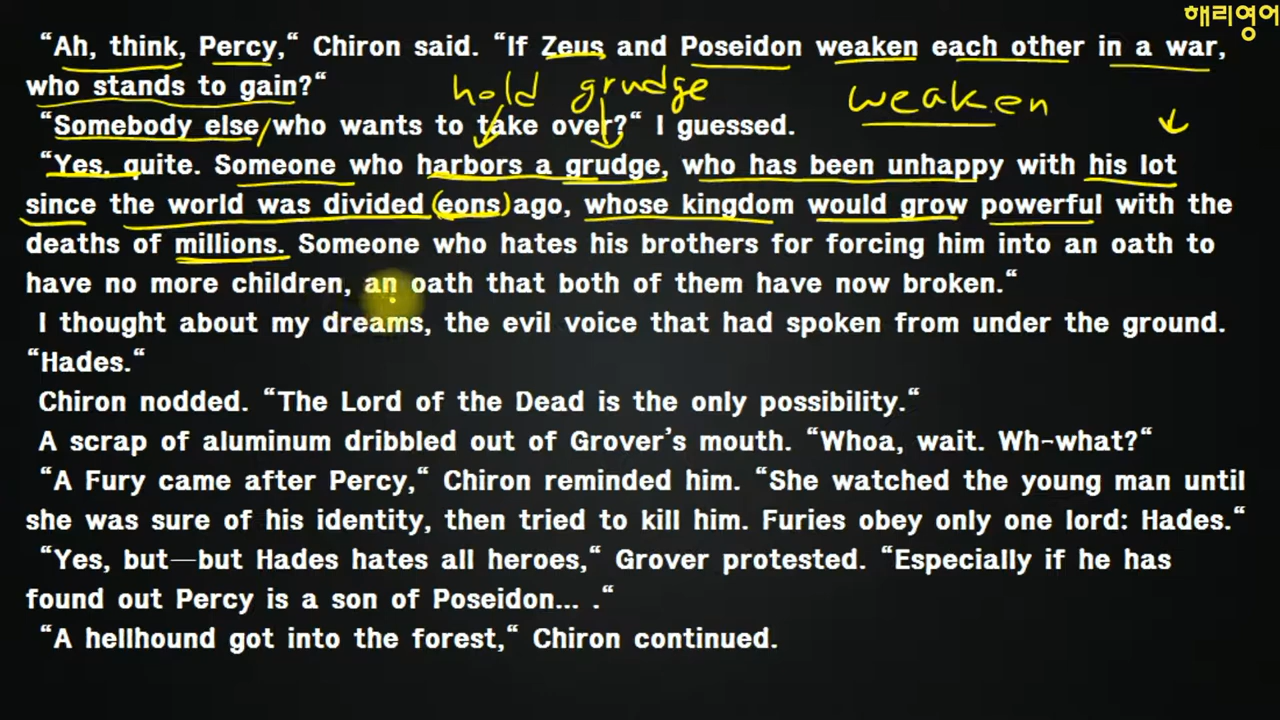 해리영어
“Ah, think, Percy,“ Chiron said. “If Zeus and Poseidon weaken each other in a war,
who stands to gain?“
hold grudge weaken
“Somebody else who wants to take over?“ I guessed.
“Yes, quite. Someone who harbors a grudge, who has been unhappy with his lot
since the world was divided (eons) ago, whose kingdom would grow powerful with the
deaths of millions. Someone who hates his brothers for forcing him into an oath to
have no more children, an oath that both of them have now broken.“
I thought about my dreams, the evil voice that had spoken from under the ground.
“Hades.“
Chiron nodded. “The Lord of the Dead is the only possibility.“
A scrap of aluminum dribbled out of Grover’s mouth. “Whoa, wait. Wh-what?“
“A Fury came after Percy,“ Chiron reminded him. “She watched the young man until
she was sure of his identity, then tried to kill him. Furies obey only one lord: Hades.“
“Yes, but—but Hades hates all heroes,“ Grover protested. “Especially if he has
found out Percy is a son of Poseidon... .“
“A hellhound got into the forest,“ Chiron continued.